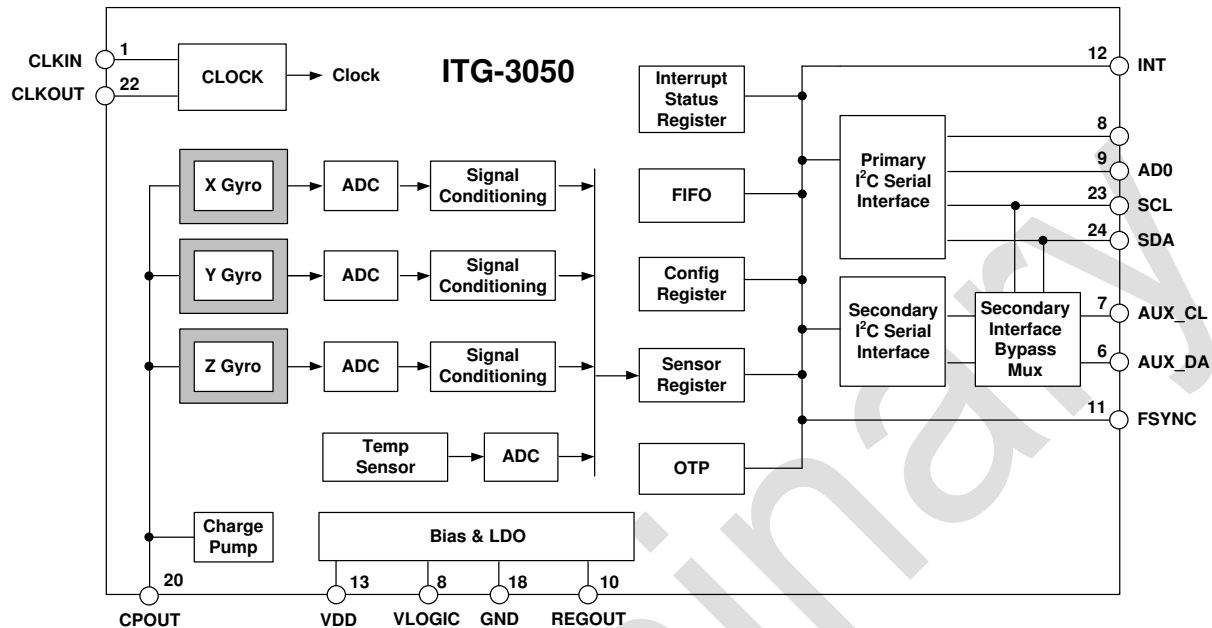 ITG-3050
CLKIN
1
CLKOUT
22
CLOCK
Clock
X Gyro
ADC
Signal
Conditioning
Y Gyro
ADC
Signal
Conditioning
Z Gyro
ADC
Signal
Conditioning
Temp
Sensor
ADC
Charge
Pump
Bias & LDO
20
CPOUT
13
VDD
8
VLOGIC
18
GND
10
REGOUT
Interrupt
Status
Register
FIFO
Config
Register
Sensor
Register
OTP
Primary
I²C Serial
Interface
Secondary
I²C Serial
Interface
Secondary
Interface
Bypass
Mux
12
INT
8
9
AD0
23
SCL
24
SDA
7
AUX_CL
6
AUX_DA
11
FSYNC
inary